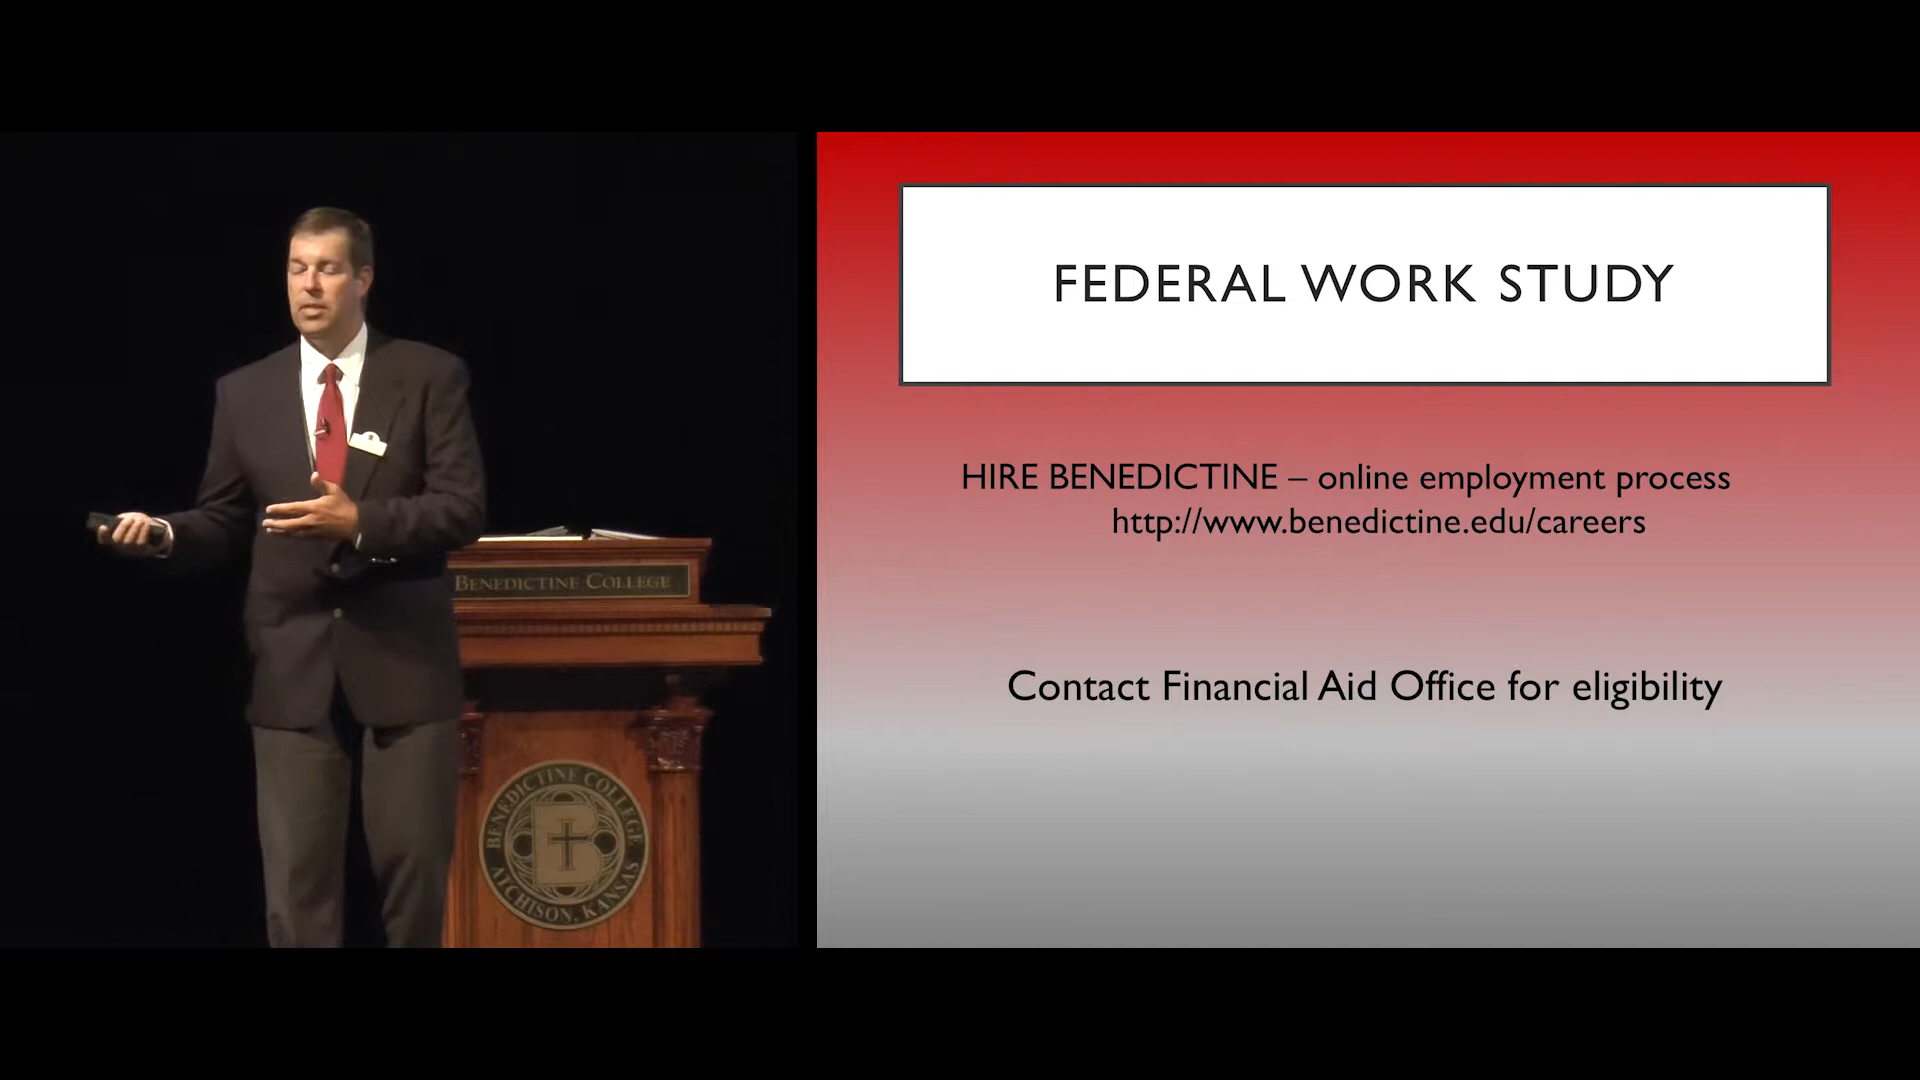 FEDERAL WORK STUDY
HIRE BENEDICTINE – online employment process
http://www.benedictine.edu/careers
Contact Financial Aid Office for eligibility
BENEDICTINE COLLEGE
BENEDICTINE COLLEGE
B
ATCHISON, KANSAS